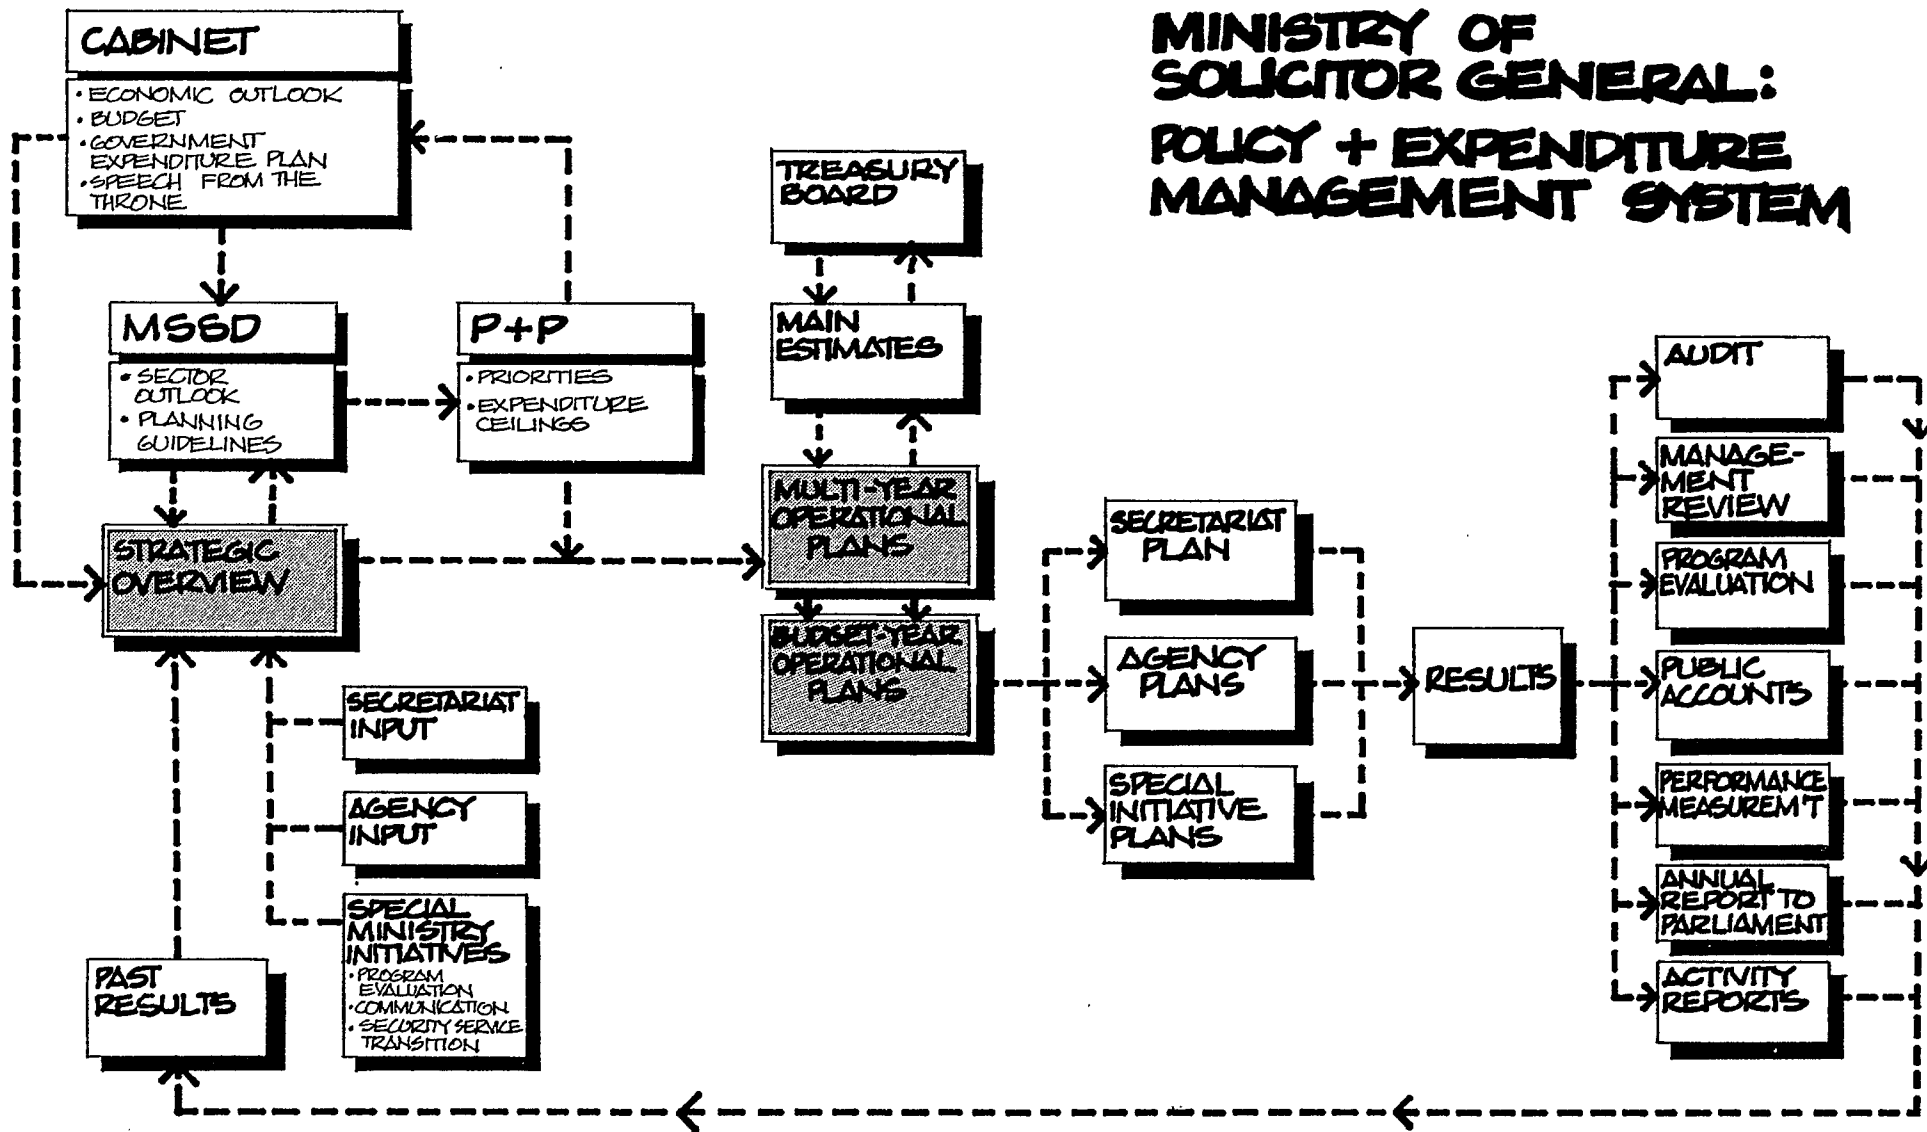 MINISTRY OF
SOLICITOR GENERAL:
POLICY + EXPENDITURE
MANAGEMENT SYSTEM
CABINET
• ECONOMIC OUTLOOK
• BUDGET
• GOVERNMENT
EXPENDITURE PLAN
• SPEECH FROM THE
THRONE
MSSD
• SECTOR
OUTLOOK
• PLANNING
GUIDELINES
P+P
• PRIORITIES
• EXPENDITURE
CEILINGS
STRATEGIC
OVERVIEW
SECRETARIAT
INPUT
AGENCY
INPUT
SPECIAL
MINISTRY
INITIATIVES
• PROGRAM
EVALUATION
• COMMUNICATION
• SECURITY SERVICE
TRANSITION
PAST
RESULTS
TREASURY
BOARD
MAIN
ESTIMATES
MULTI-YEAR
OPERATIONAL
PLANS
BUDGET-YEAR
OPERATIONAL
PLANS
SECRETARIAT
PLAN
AGENCY
PLANS
SPECIAL
INITIATIVE
PLANS
RESULTS
AUDIT
MANAGE-
MENT
REVIEW
PROGRAM
EVALUATION
PUBLIC
ACCOUNTS
PERFORMANCE
MEASUREM'T
ANNUAL
REPORT TO
PARLIAMENT
ACTIVITY
REPORTS